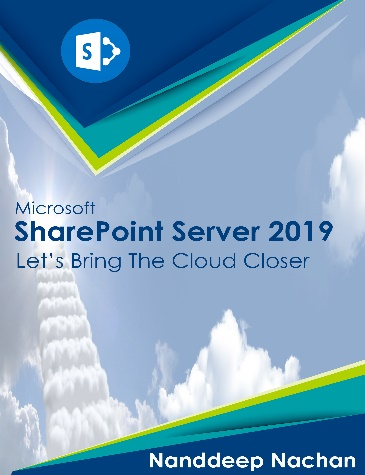 S
Microsoft
SharePoint Server 2019
Let's Bring The Cloud Closer
Nanddeep Nachan